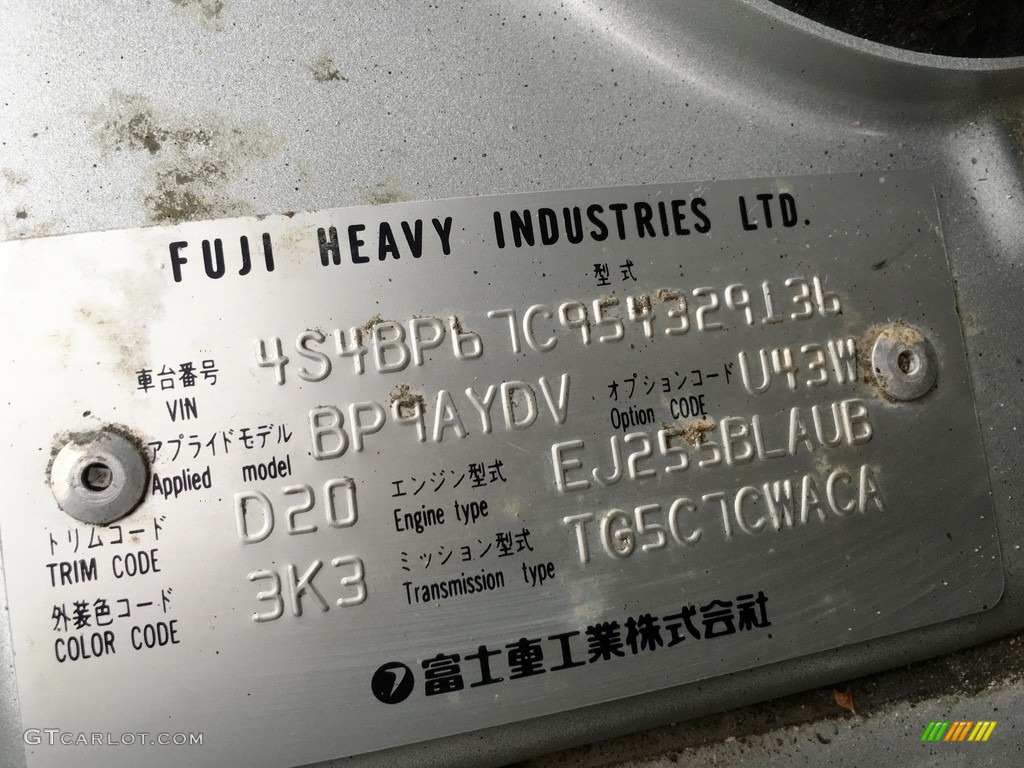 FUJI HEAVY INDUSTRIES LTD.
型式
車台番号 4S4BP67C954329136
VIN
アプライドモデル BP9AYDV オプションコード U43W
Applied model Option CODE
トリムコード D20 エンジン型式 EJ255BLAUB
TRIM CODE Engine type
外装色コード 3K3 ミッション型式 TG5C7CWACA
COLOR CODE Transmission type
富士重工業株式会社
GTCARLOT.COM